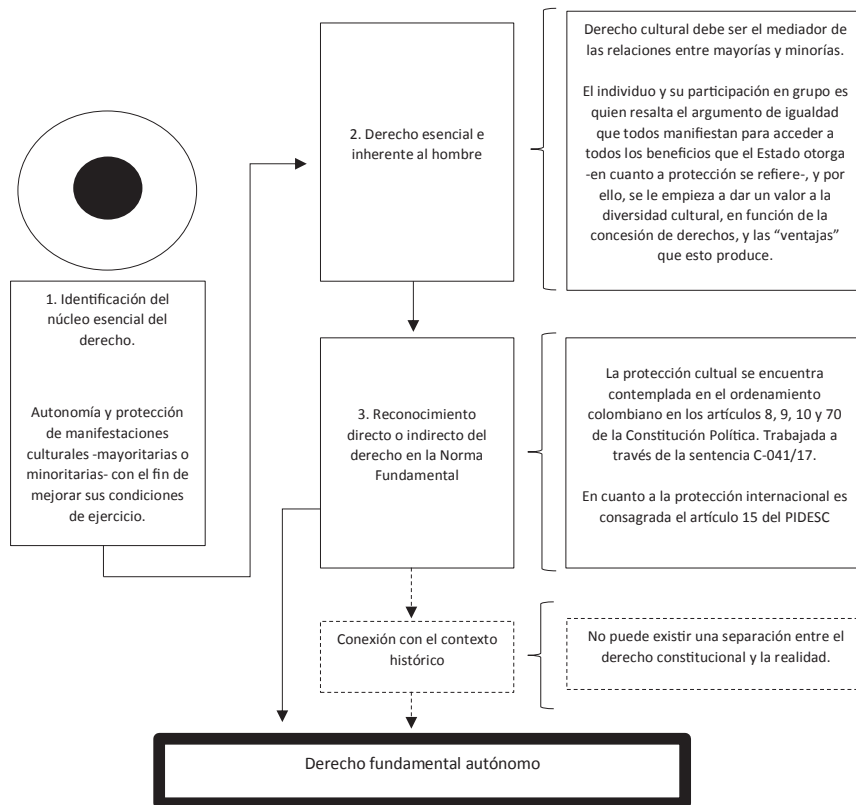 1. Identificación del
núcleo esencial del
derecho.
Autonomía y protección
de manifestaciones
culturales -mayoritarias o
minoritarias- con el fin de
mejorar sus condiciones
de ejercicio.
2. Derecho esencial e
inherente al hombre
Derecho cultural debe ser el mediador de
las relaciones entre mayorías y minorías.
El individuo y su participación en grupo es
quien resalta el argumento de igualdad
que todos manifiestan para acceder a
todos los beneficios que el Estado otorga
-en cuanto a protección se refiere-, y por
ello, se le empieza a dar un valor a la
diversidad cultural, en función de la
concesión de derechos, y las “ventajas”
que esto produce.
3. Reconocimiento
directo o indirecto del
derecho en la Norma
Fundamental
La protección cultual se encuentra
contemplada en el ordenamiento
colombiano en los artículos 8, 9, 10 y 70
de la Constitución Política. Trabajada a
través de la sentencia C-041/17.
En cuanto a la protección internacional es
consagrada el artículo 15 del PIDESC
Conexión con el contexto
histórico
No puede existir una separación entre el
derecho constitucional y la realidad.
Derecho fundamental autónomo